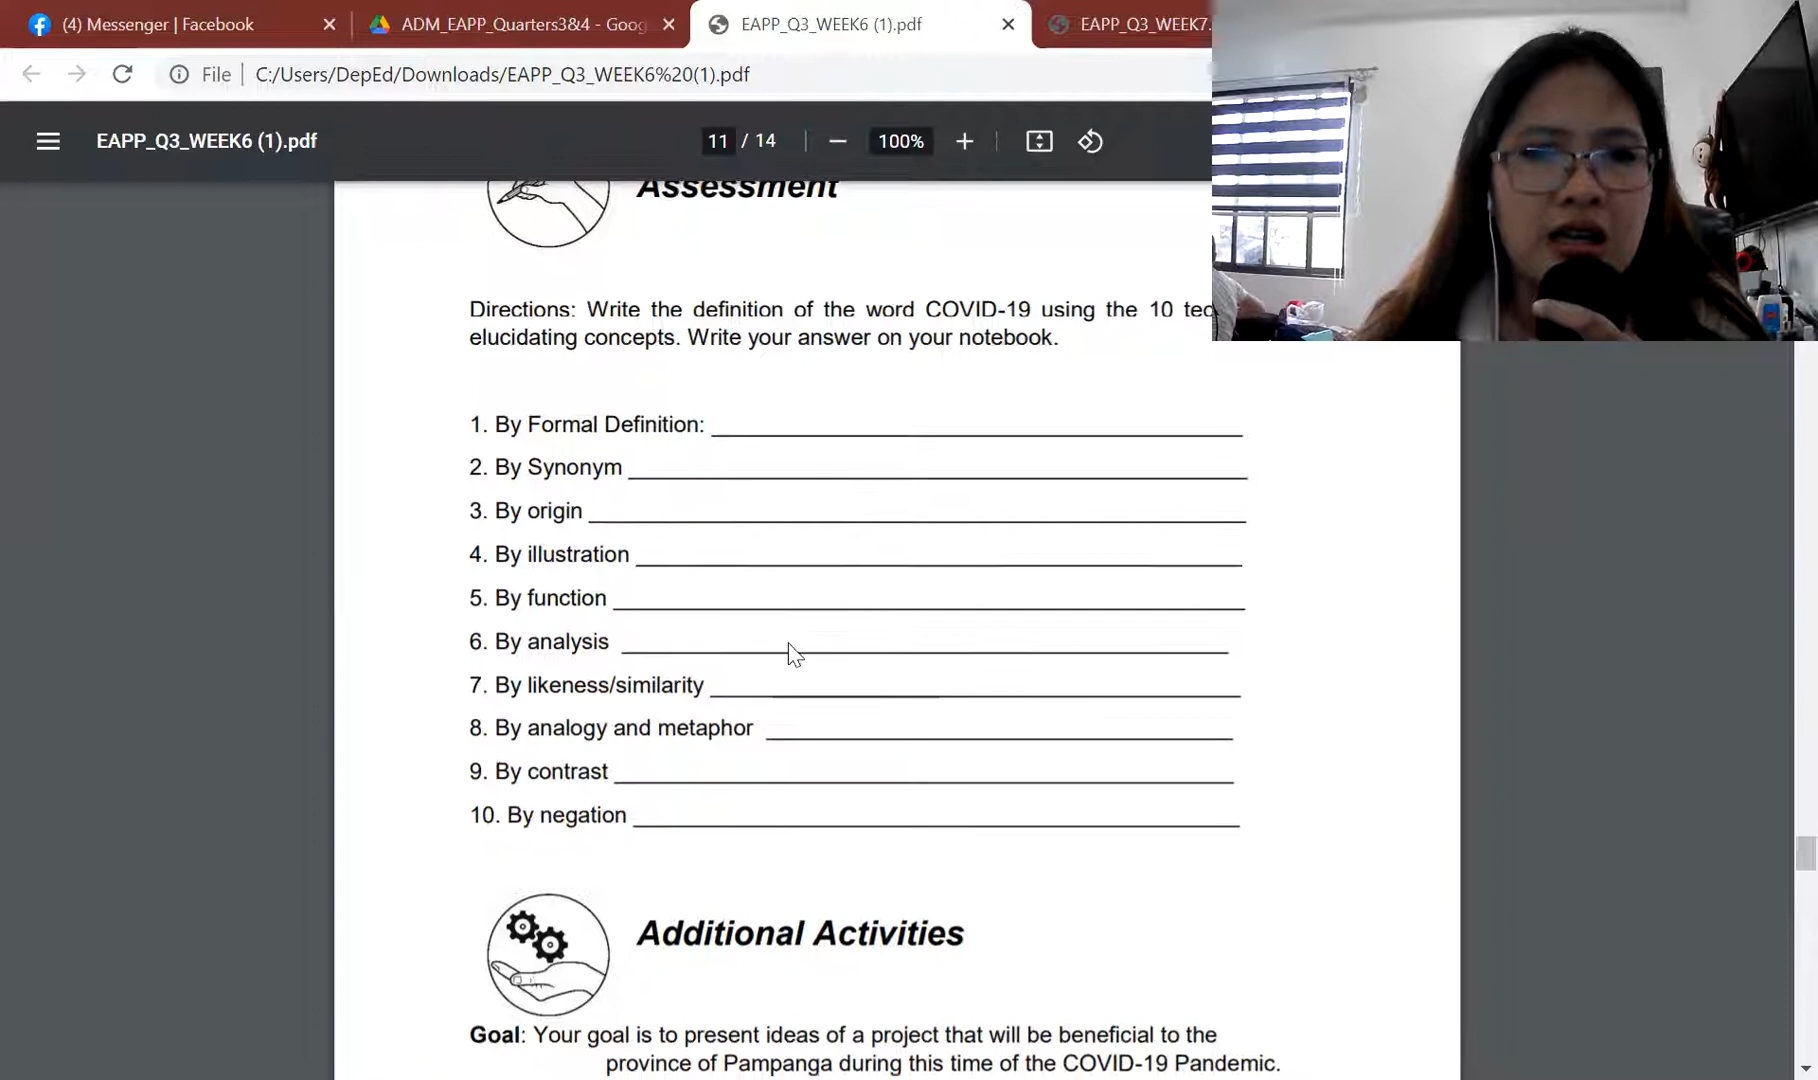 (4) Messenger | Facebook
ADM_EAPP_Quarters3&4 - Goog
EAPP_Q3_WEEK6 (1).pdf
EAPP_Q3_WEEK7.
File
C:/Users/DepEd/Downloads/EAPP_Q3_WEEK6%20(1).pdf
EAPP_Q3_WEEK6 (1).pdf
11 / 14
100%
Assessment
Directions: Write the definition of the word COVID-19 using the 10
elucidating concepts. Write your answer on your notebook.
1. By Formal Definition:
2. By Synonym
3. By origin
4. By illustration
5. By function
6. By analysis
7. By likeness/similarity
8. By analogy and metaphor
9. By contrast
10. By negation
Additional Activities
Goal: Your goal is to present ideas of a project that will be beneficial to the
province of Pampanga during this time of the COVID-19 Pandemic.